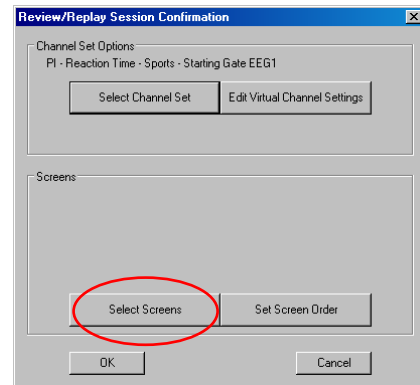 Review/Replay Session Confirmation
Channel Set Options
PI - Reaction Time - Sports - Starting Gate EEG1
Select Channel Set Edit Virtual Channel Settings
Screens
Select Screens Set Screen Order
OK Cancel